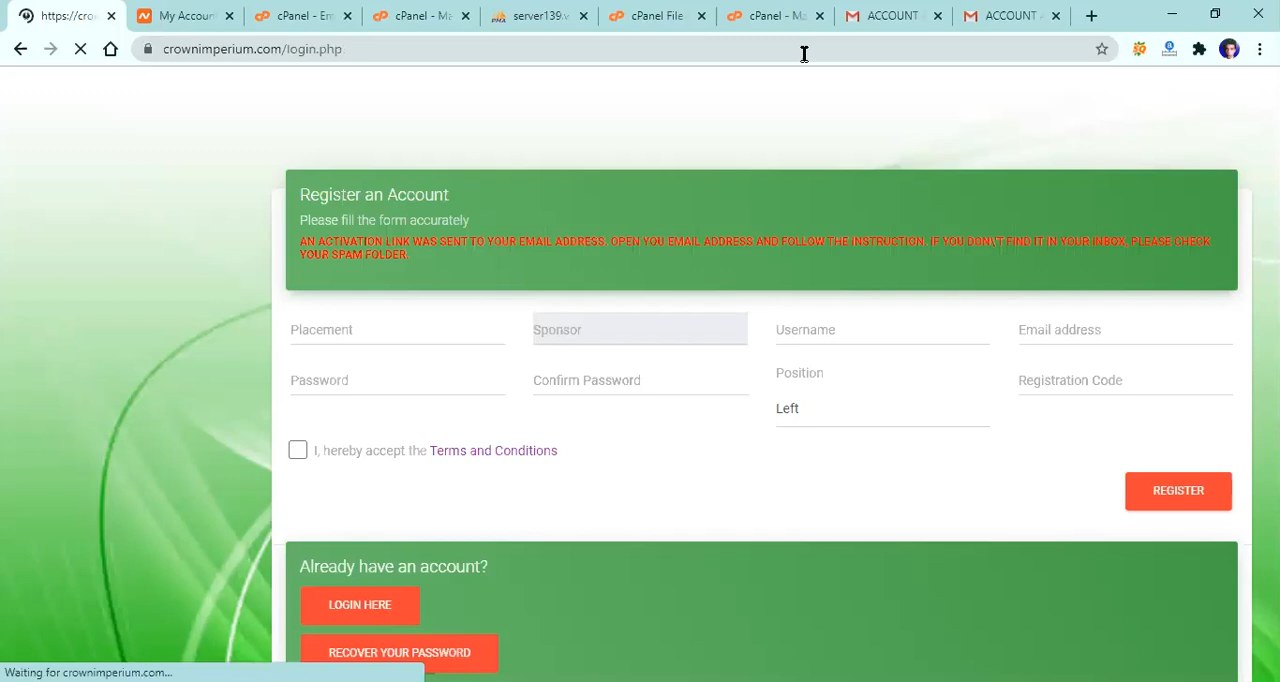 https://cro
My Accoun
cPanel - Em
cPanel - Ma
server139.v
cPanel File
cPanel - Ma
ACCOUNT
ACCOUNT A
crownimperium.com/login.php
Register an Account
Please fill the form accurately
AN ACTIVATION LINK WAS SENT TO YOUR EMAIL ADDRESS. OPEN YOU EMAIL ADDRESS AND FOLLOW THE INSTRUCTION. IF YOU DON\'T FIND IT IN YOUR INBOX, PLEASE CHECK
YOUR SPAM FOLDER.
Placement Sponsor Username Email address
Password Confirm Password Position Registration Code
Left
I, hereby accept the Terms and Conditions
REGISTER
Already have an account?
LOGIN HERE
RECOVER YOUR PASSWORD
Waiting for crownimperium.com...